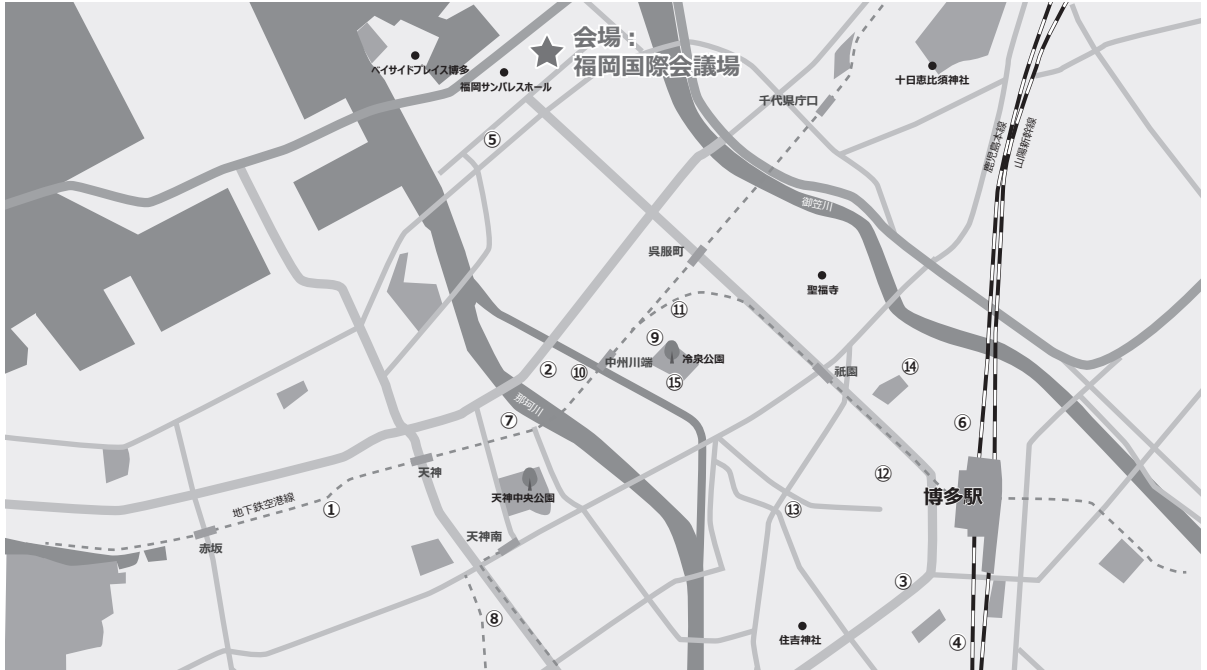 会場：
福岡国際会議場
ベイサイドプレイス博多
福岡サンパレスホール
十日恵比須神社
千代県庁口
鹿児島本線
山陽新幹線
⑤
御笠川
呉服町
聖福寺
⑪
⑨
冷泉公園
中州川端
②
⑩
⑮
祇園
⑭
那珂川
⑦
⑥
天神
⑫
天神中央公園
博多駅
地下鉄空港線
①
⑬
赤坂
天神南
③
⑧
住吉神社
④